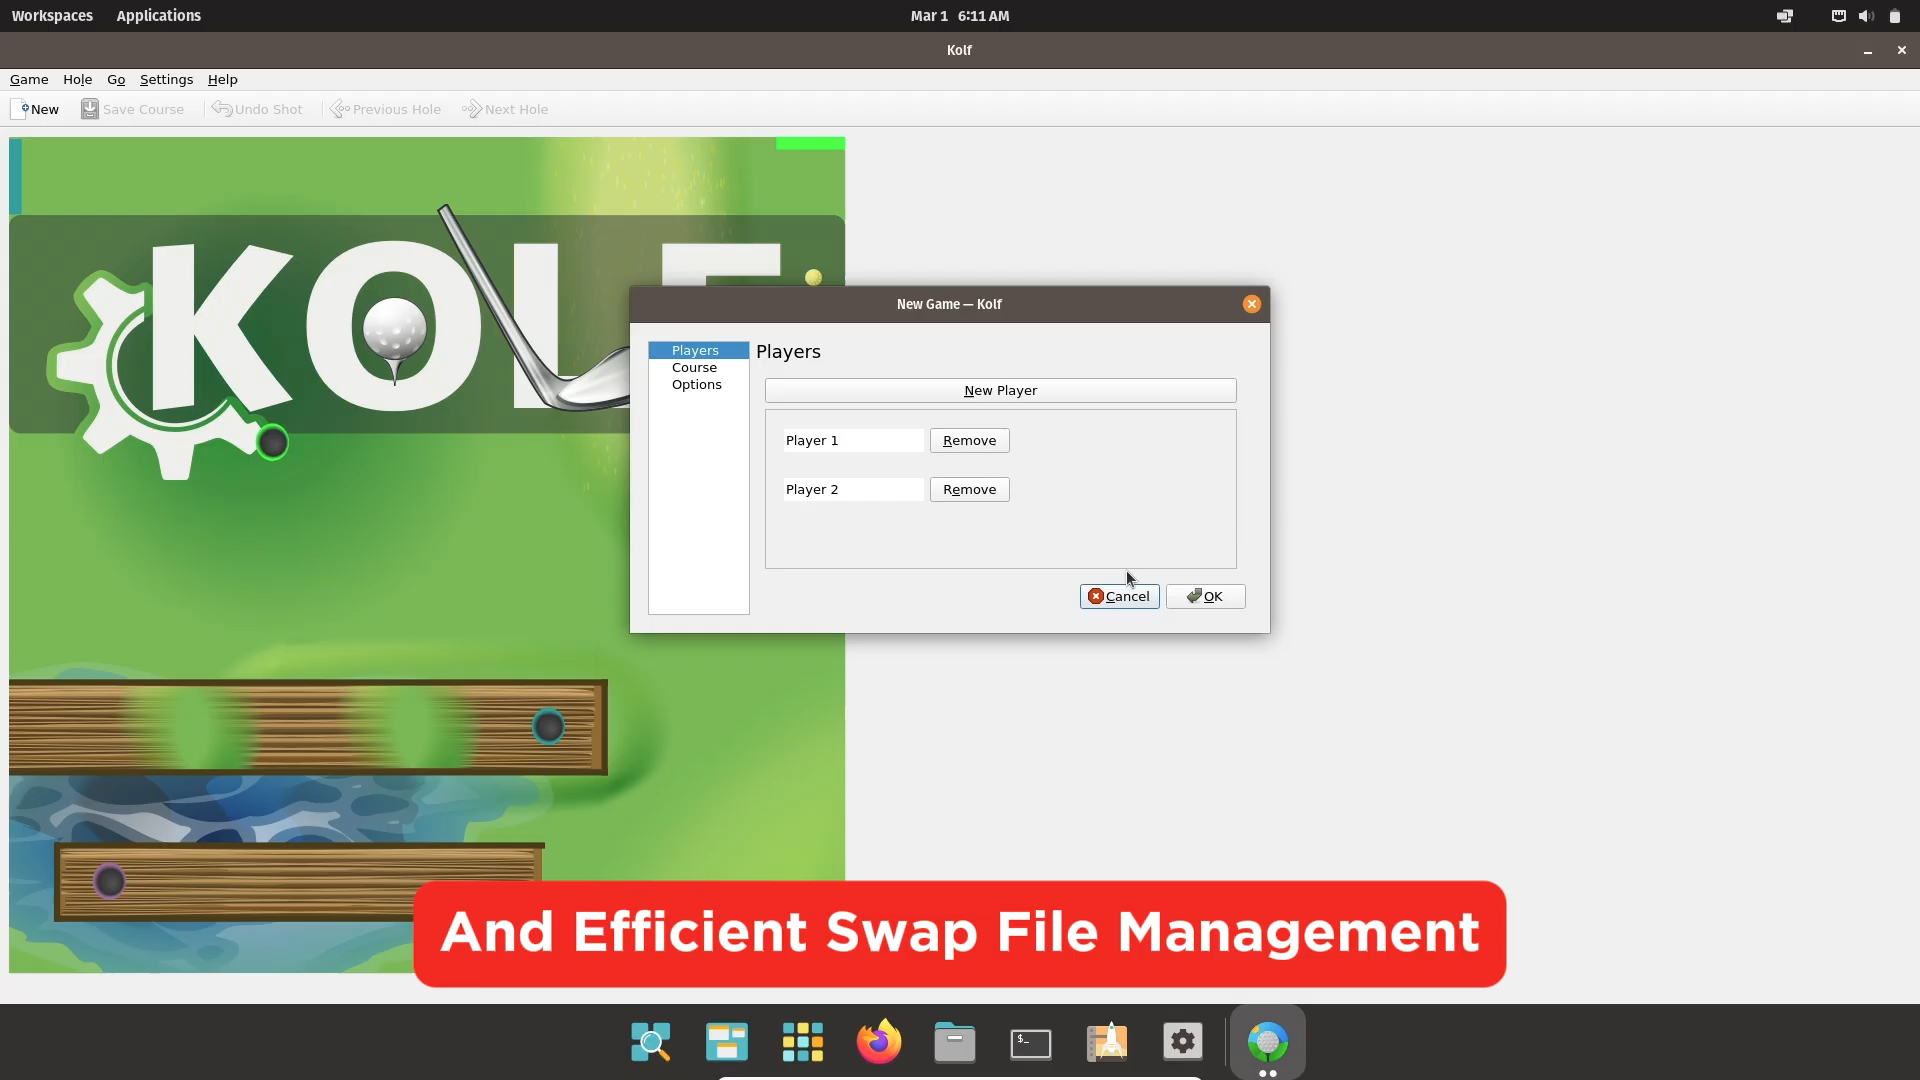 Workspaces Applications Mar 1 6:11 AM
Kolf
Game Hole Go Settings Help
New Save Course Undo Shot Previous Hole Next Hole
KOLF
New Game — Kolf
Players
Course
Options
Players
New Player
Player 1 Remove
Player 2 Remove
Cancel OK
And Efficient Swap File Management
$_